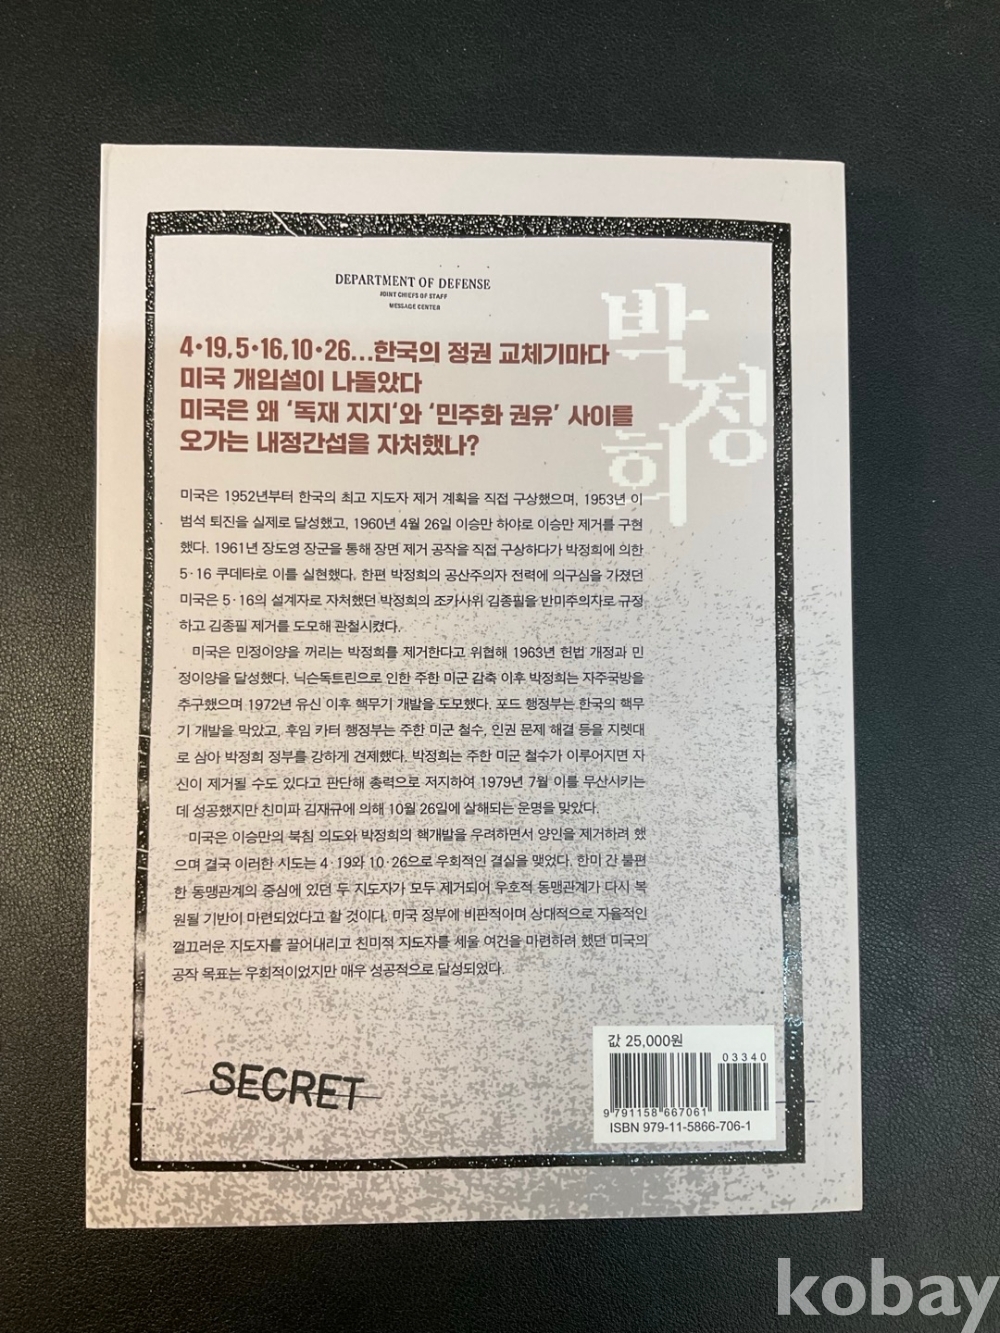 DEPARTMENT OF DEFENSE
JOINT CHIEFS OF STAFF
MESSAGE CENTER
박정희
4·19, 5·16, 10·26...한국의 정권 교체기마다
미국 개입설이 나돌았다
미국은 왜 '독재 지지'와 '민주화 권유' 사이를
오가는 내정간섭을 자처했나?
미국은 1952년부터 한국의 최고 지도자 제거 계획을 직접 구상했으며, 1953년 이
범석 퇴진을 실제로 달성했고, 1960년 4월 26일 이승만 하야로 이승만 제거를 구현
했다. 1961년 장도영 장군을 통해 장면 제거 공작을 직접 구상하다가 박정희에 의한
5·16 쿠데타로 이를 실현했다. 한편 박정희의 공산주의자 전력에 의구심을 가졌던
미국은 5·16의 설계자로 자처했던 박정희의 조카사위 김종필을 반미주의자로 규정
하고 김종필 제거를 도모해 관철시켰다.
미국은 민정이양을 꺼리는 박정희를 제거한다고 위협해 1963년 헌법 개정과 민
정이양을 달성했다. 닉슨독트린으로 인한 주한 미군 감축 이후 박정희는 자주국방을
추구했으며 1972년 유신 이후 핵무기 개발을 도모했다. 포드 행정부는 한국의 핵무
기 개발을 막았고, 후임 카터 행정부는 주한 미군 철수, 인권 문제 해결 등을 지렛대
로 삼아 박정희 정부를 강하게 견제했다. 박정희는 주한 미군 철수가 이루어지면 자
신이 제거될 수도 있다고 판단해 총력으로 저지하여 1979년 7월 이를 무산시키는
데 성공했지만 친미파 김재규에 의해 10월 26일에 살해되는 운명을 맞았다.
미국은 이승만의 북침 의도와 박정희의 핵개발을 우려하면서 양인을 제거하려 했
으며 결국 이러한 시도는 4·19와 10·26으로 우회적인 결실을 맺었다. 한미 간 불편
한 동맹관계의 중심에 있던 두 지도자가 모두 제거되어 우호적 동맹관계가 다시 복
원될 기반이 마련되었다고 할 것이다. 미국 정부에 비판적이며 상대적으로 자율적인
껄끄러운 지도자를 끌어내리고 친미적 지도자를 세울 여건을 마련하려 했던 미국의
공작 목표는 우회적이었지만 매우 성공적으로 달성되었다.
SECRET
값 25,000원
03340
9 791158 667061
ISBN 979-11-5866-706-1
kobay